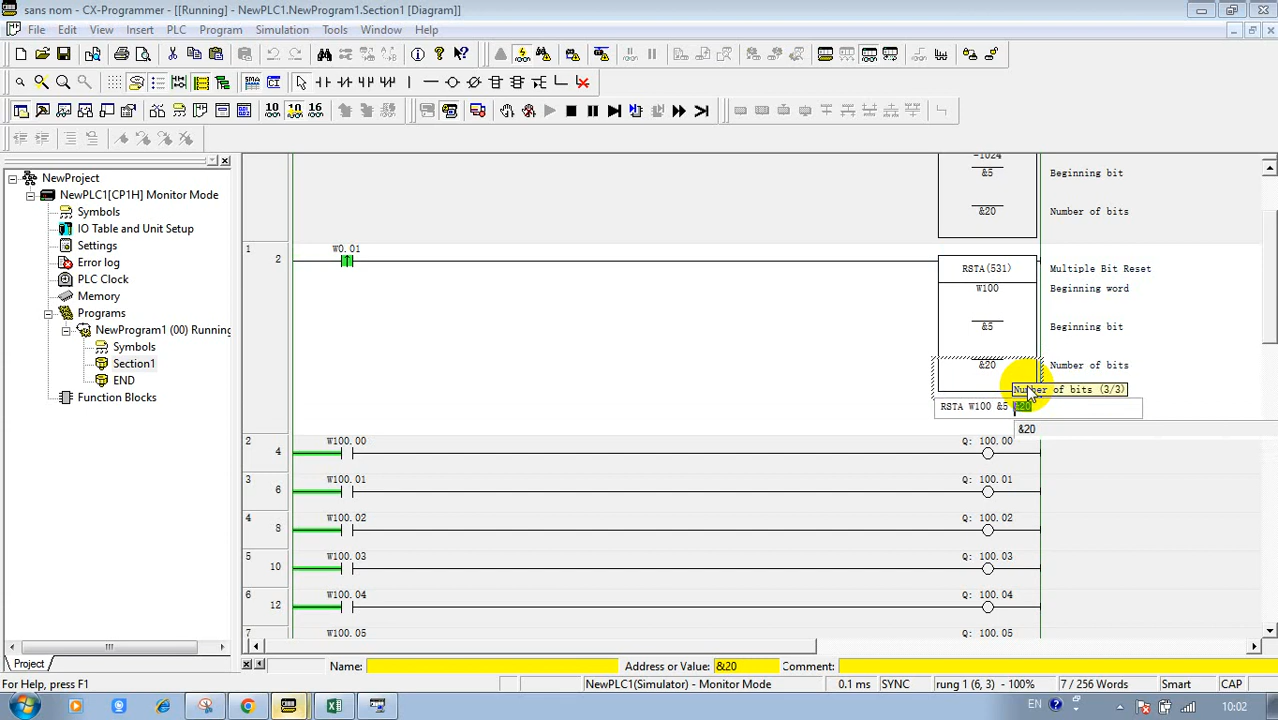 sans nom - CX-Programmer - [[Running] - NewPLC1.NewProgram1.Section1 [Diagram]]
File Edit View Insert PLC Program Simulation Tools Window Help
SMA CI
10 10 16
NewProject
NewPLC1[CP1H] Monitor Mode
Symbols
IO Table and Unit Setup
Settings
Error log
PLC Clock
Memory
Programs
NewProgram1 (00) Running
Symbols
Section1
END
Function Blocks
Project
-1024
&5 Beginning bit
&20 Number of bits
1 W0.01
2 RSTA(531) Multiple Bit Reset
W100 Beginning word
&5 Beginning bit
&20 Number of bits
Number of bits (3/3)
RSTA W100 &5 &20
&20
2 W100.00 Q: 100.00
4
3 W100.01 Q: 100.01
6
4 W100.02 Q: 100.02
8
5 W100.03 Q: 100.03
10
6 W100.04 Q: 100.04
12
7 W100.05 Q: 100.05
Name: Address or Value: &20 Comment:
For Help, press F1 NewPLC1(Simulator) - Monitor Mode 0.1 ms SYNC rung 1 (6, 3) - 100% 7 / 256 Words Smart CAP
EN 10:02